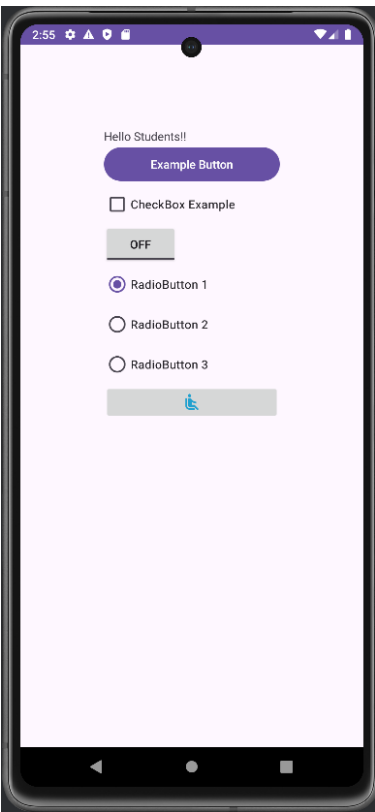 2:55
Hello Students!!
Example Button
CheckBox Example
OFF
RadioButton 1
RadioButton 2
RadioButton 3